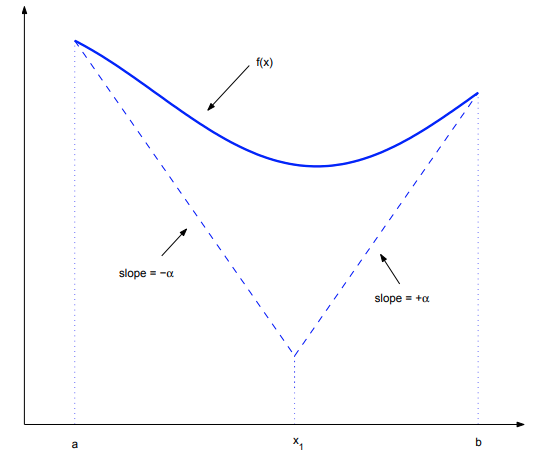 f(x)
slope = −α
slope = +α
a
x₁
b